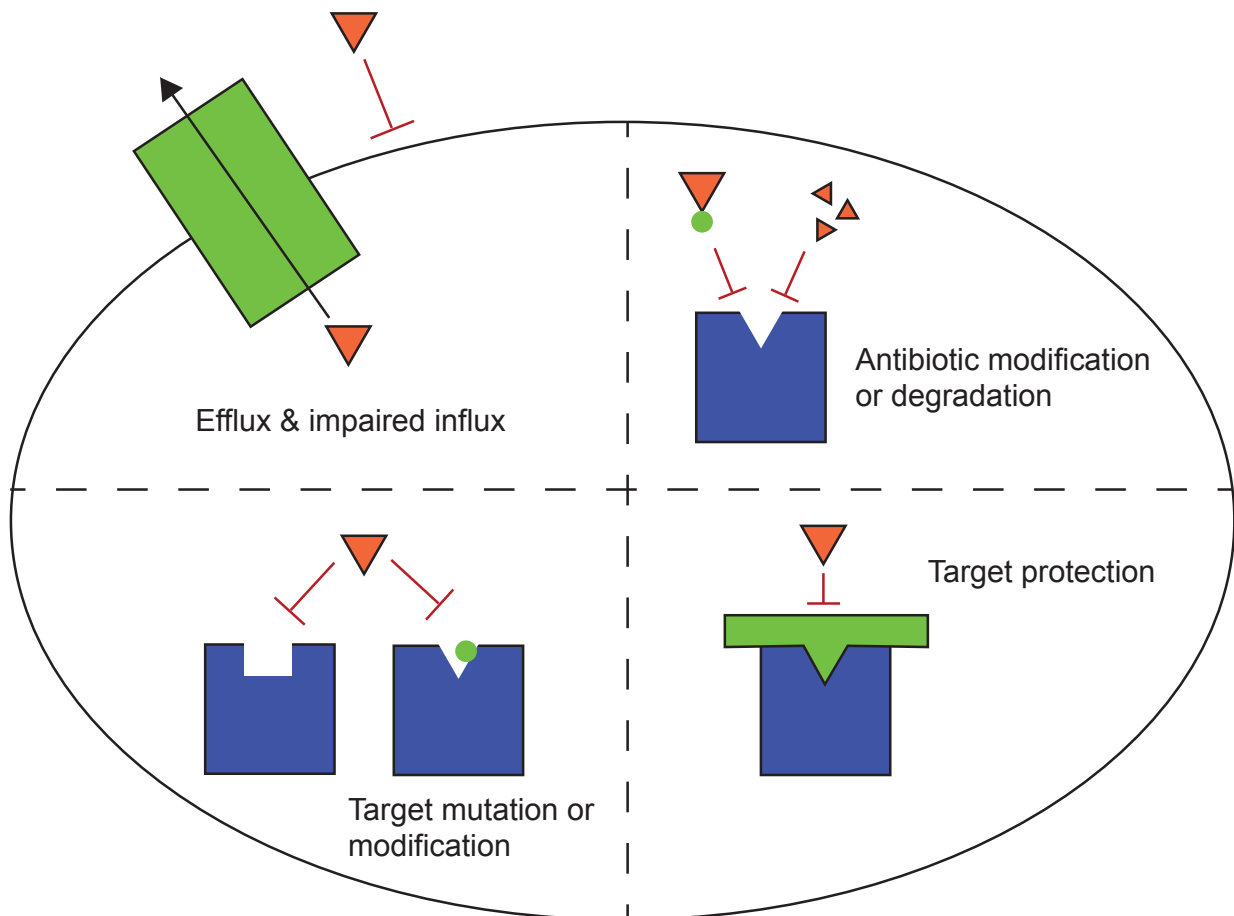 Efflux & impaired influx
Antibiotic modification
or degradation
Target mutation or
modification
Target protection